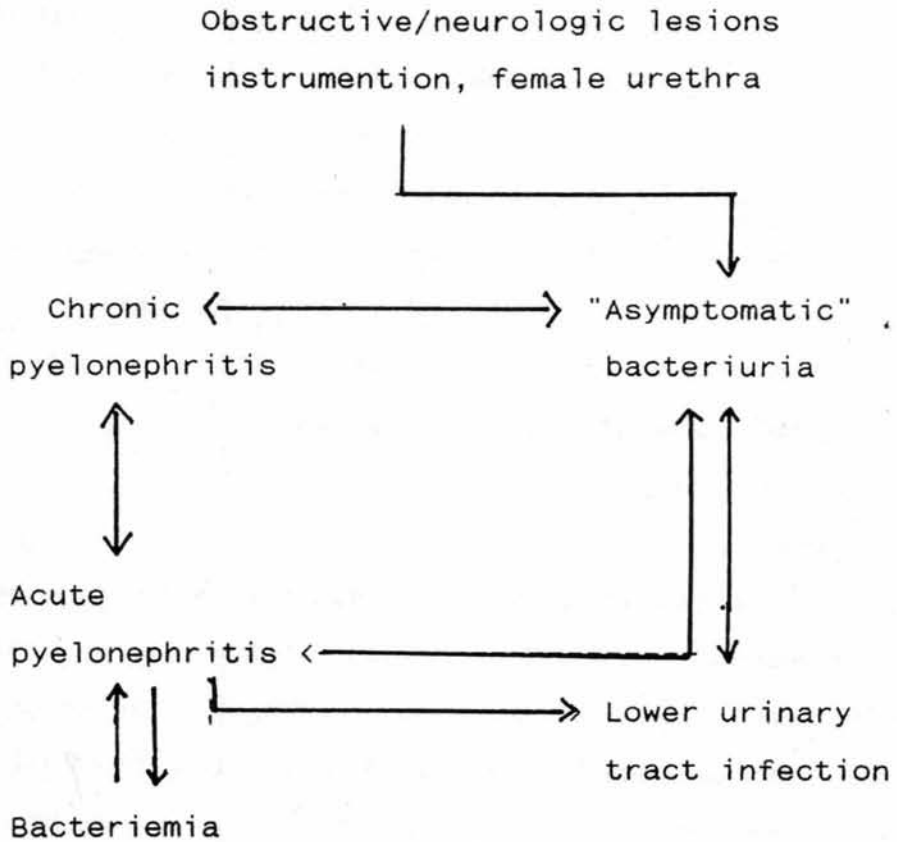 Obstructive/neurologic lesions
instrumention, female urethra
Chronic
pyelonephritis
"Asymptomatic"
bacteriuria
Acute
pyelonephritis
Lower urinary
tract infection
Bacteriemia